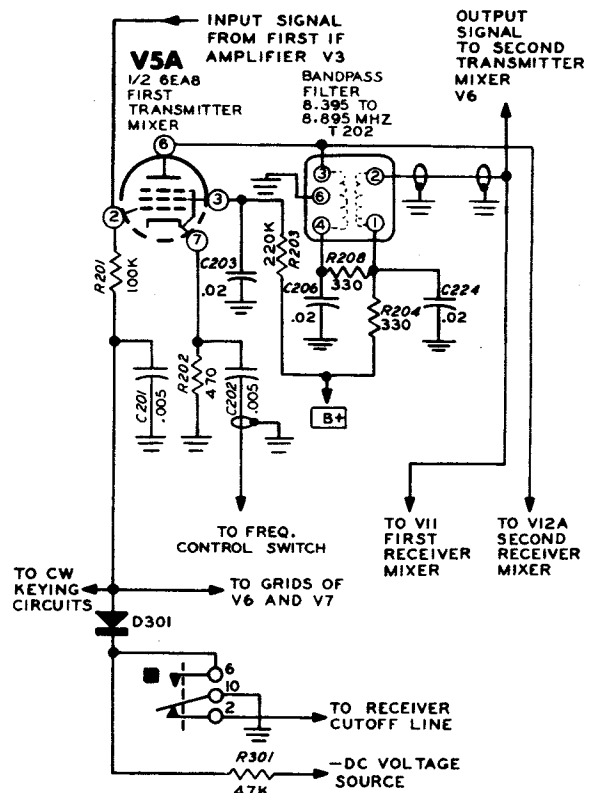 INPUT SIGNAL
FROM FIRST IF
AMPLIFIER V3
OUTPUT
SIGNAL
TO SECOND
TRANSMITTER
MIXER
V6
V5A
1/2 6EA8
FIRST
TRANSMITTER
MIXER
BANDPASS
FILTER
8.395 TO
8.895 MHZ
T 202
6
3
2
7
3
2
6
4
1
R201
100K
C203
.02
220K
R203
R208
330
C206
.02
R204
330
C224
.02
C201
.005
R202
470
C202
.005
B+
TO FREQ.
CONTROL SWITCH
TO V11
FIRST
RECEIVER
MIXER
TO V12A
SECOND
RECEIVER
MIXER
TO CW
KEYING
CIRCUITS
TO GRIDS OF
V6 AND V7
D301
6
10
2
TO RECEIVER
CUTOFF LINE
R301
47K
-DC VOLTAGE
SOURCE